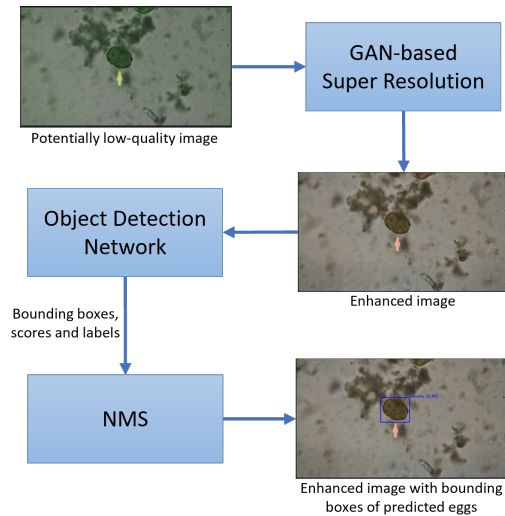 GAN-based
Super Resolution
Potentially low-quality image
Object Detection
Network
Enhanced image
Bounding boxes,
scores and labels
NMS
Enhanced image with bounding
boxes of predicted eggs